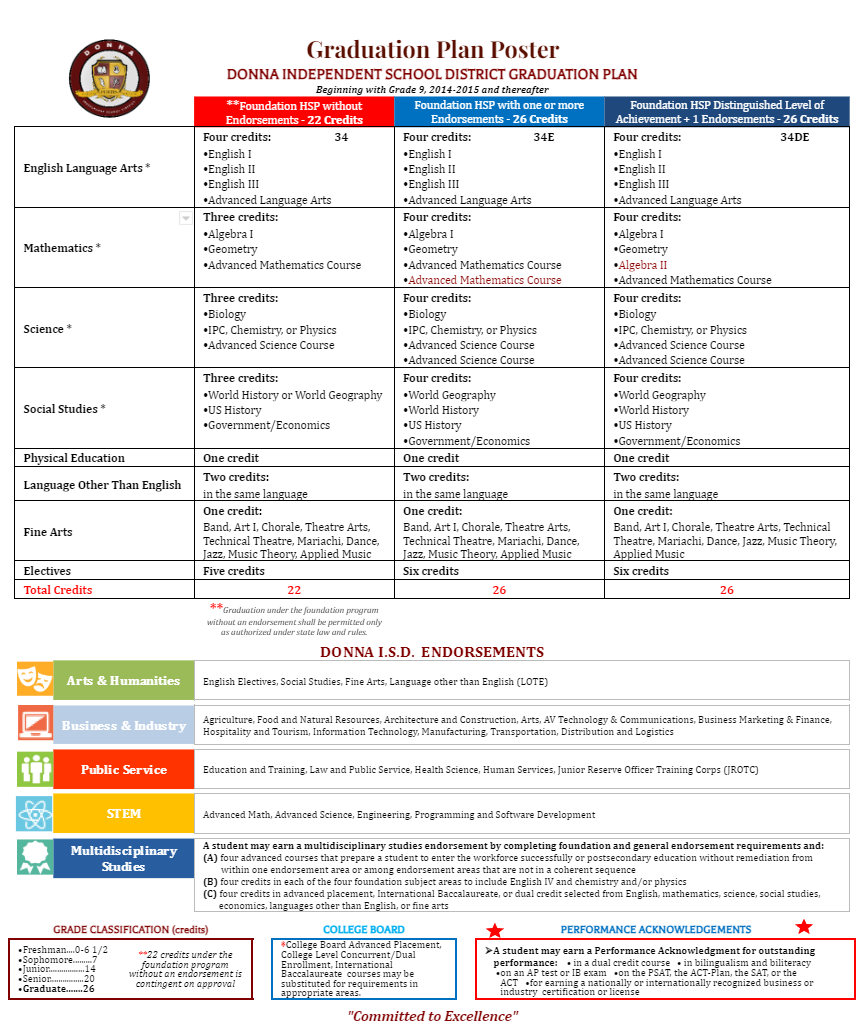 DONNA
Graduation Plan Poster
DONNA INDEPENDENT SCHOOL DISTRICT GRADUATION PLAN
Beginning with Grade 9, 2014-2015 and thereafter
**Foundation HSP without
Endorsements - 22 Credits
Foundation HSP with one or more
Endorsements - 26 Credits
Foundation HSP Distinguished Level of
Achievement + 1 Endorsements - 26 Credits
English Language Arts *
Four credits: 34
•English I
•English II
•English III
•Advanced Language Arts
Four credits: 34E
•English I
•English II
•English III
•Advanced Language Arts
Four credits: 34DE
•English I
•English II
•English III
•Advanced Language Arts
Mathematics *
Three credits:
•Algebra I
•Geometry
•Advanced Mathematics Course
Four credits:
•Algebra I
•Geometry
•Advanced Mathematics Course
•Advanced Mathematics Course
Four credits:
•Algebra I
•Geometry
•Algebra II
•Advanced Mathematics Course
Science *
Three credits:
•Biology
•IPC, Chemistry, or Physics
•Advanced Science Course
Four credits:
•Biology
•IPC, Chemistry, or Physics
•Advanced Science Course
•Advanced Science Course
Four credits:
•Biology
•IPC, Chemistry, or Physics
•Advanced Science Course
•Advanced Science Course
Social Studies *
Three credits:
•World History or World Geography
•US History
•Government/Economics
Four credits:
•World Geography
•World History
•US History
•Government/Economics
Four credits:
•World Geography
•World History
•US History
•Government/Economics
Physical Education
One credit
One credit
One credit
Language Other Than English
Two credits:
in the same language
Two credits:
in the same language
Two credits:
in the same language
Fine Arts
One credit:
Band, Art I, Chorale, Theatre Arts,
Technical Theatre, Mariachi, Dance,
Jazz, Music Theory, Applied Music
One credit:
Band, Art I, Chorale, Theatre Arts,
Technical Theatre, Mariachi, Dance,
Jazz, Music Theory, Applied Music
One credit:
Band, Art I, Chorale, Theatre Arts, Technical
Theatre, Mariachi, Dance, Jazz, Music Theory,
Applied Music
Electives
Five credits
Six credits
Six credits
Total Credits
22
26
26
**Graduation under the foundation program
without an endorsement shall be permitted only
as authorized under state law and rules.
DONNA I.S.D. ENDORSEMENTS
Arts & Humanities
English Electives, Social Studies, Fine Arts, Language other than English (LOTE)
Business & Industry
Agriculture, Food and Natural Resources, Architecture and Construction, Arts, AV Technology & Communications, Business Marketing & Finance,
Hospitality and Tourism, Information Technology, Manufacturing, Transportation, Distribution and Logistics
Public Service
Education and Training, Law and Public Service, Health Science, Human Services, Junior Reserve Officer Training Corps (JROTC)
STEM
Advanced Math, Advanced Science, Engineering, Programming and Software Development
Multidisciplinary
Studies
A student may earn a multidisciplinary studies endorsement by completing foundation and general endorsement requirements and:
(A) four advanced courses that prepare a student to enter the workforce successfully or postsecondary education without remediation from
within one endorsement area or among endorsement areas that are not in a coherent sequence
(B) four credits in each of the four foundation subject areas to include English IV and chemistry and/or physics
(C) four credits in advanced placement, International Baccalaureate, or dual credit selected from English, mathematics, science, social studies,
economics, languages other than English, or fine arts
GRADE CLASSIFICATION (credits)
•Freshman....0-6 1/2
•Sophomore.........7
•Junior...............14
•Senior...............20
•Graduate.......26
**22 credits under the
foundation program
without an endorsement is
contingent on approval
COLLEGE BOARD
*College Board Advanced Placement,
College Level Concurrent/Dual
Enrollment, International
Baccalaureate courses may be
substituted for requirements in
appropriate areas.
PERFORMANCE ACKNOWLEDGEMENTS
➢A student may earn a Performance Acknowledgment for outstanding
performance: •in a dual credit course •in bilingualism and biliteracy
•on an AP test or IB exam •on the PSAT, the ACT-Plan, the SAT, or the
ACT •for earning a nationally or internationally recognized business or
industry certification or license
"Committed to Excellence"